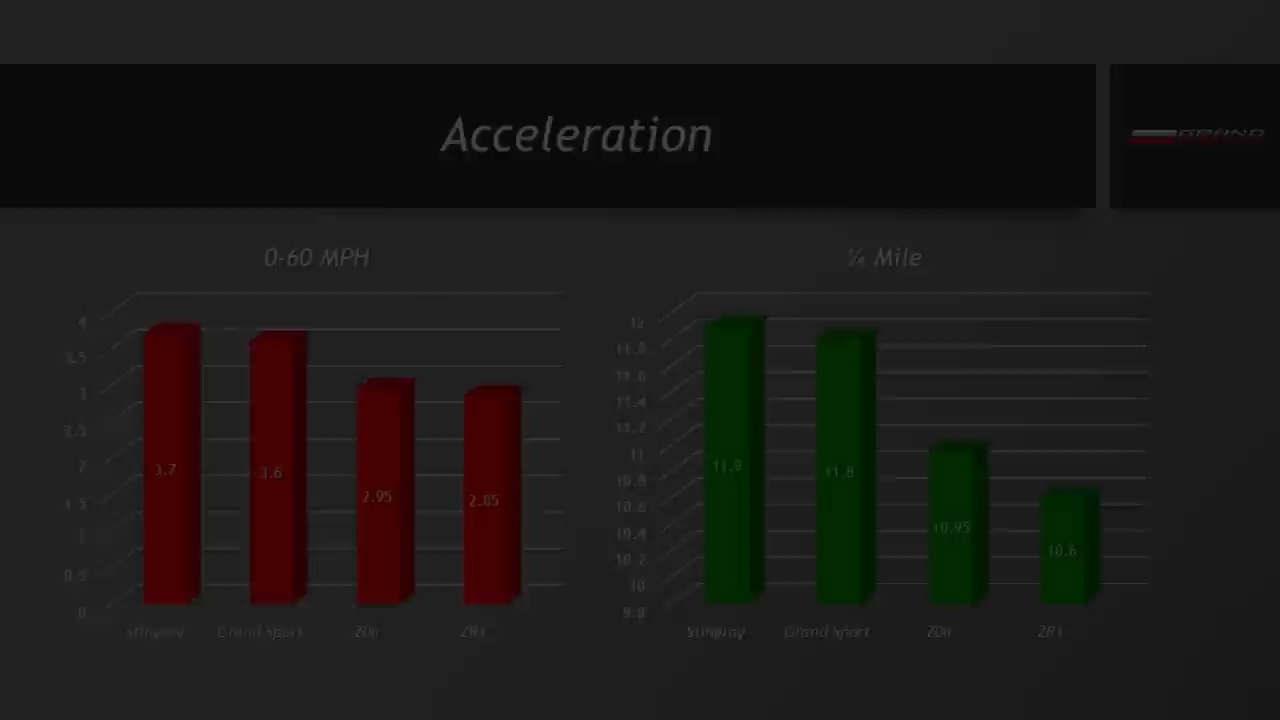 Acceleration
GRAND
0-60 MPH
4
3.5
3
2.5
2
1.5
1
0.5
0
3.7
3.6
2.95
2.85
Stingray
Grand Sport
Z06
ZR1
¼ Mile
12
11.8
11.6
11.4
11.2
11
10.8
10.6
10.4
10.2
10
9.8
11.9
11.8
10.95
10.6
Stingray
Grand Sport
Z06
ZR1